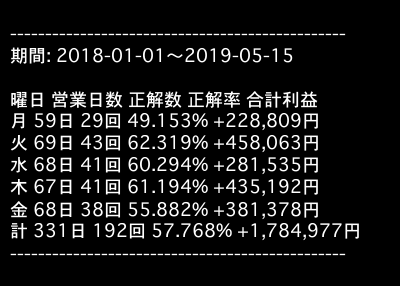 ------------------------------------------------
期間: 2018-01-01～2019-05-15
曜日 営業日数 正解数 正解率 合計利益
月 59日 29回 49.153% +228,809円
火 69日 43回 62.319% +458,063円
水 68日 41回 60.294% +281,535円
木 67日 41回 61.194% +435,192円
金 68日 38回 55.882% +381,378円
計 331日 192回 57.768% +1,784,977円
------------------------------------------------